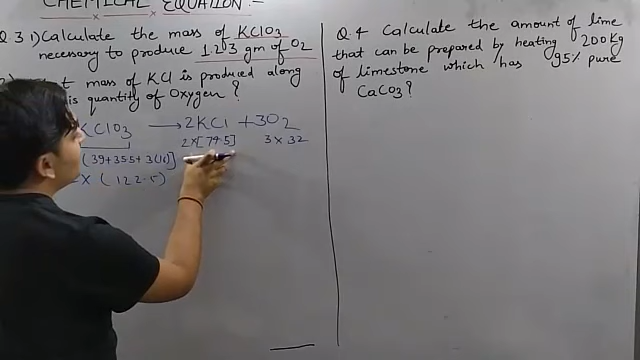 CHEMICAL EQUATION :-
Q.3 1) Calculate the mass of KClO3
necessary to produce 1.23 gm of O2
mass of KCl is produced along
quantity of Oxygen?
KClO3 → 2KCl + 3O2
2×[79.5] 3×32
(39+35.5+3(16)]
× (122.5)
Q.4 Calculate the amount of lime
that can be prepared by heating 200Kg
of limestone which has 95% pure
CaCO3?